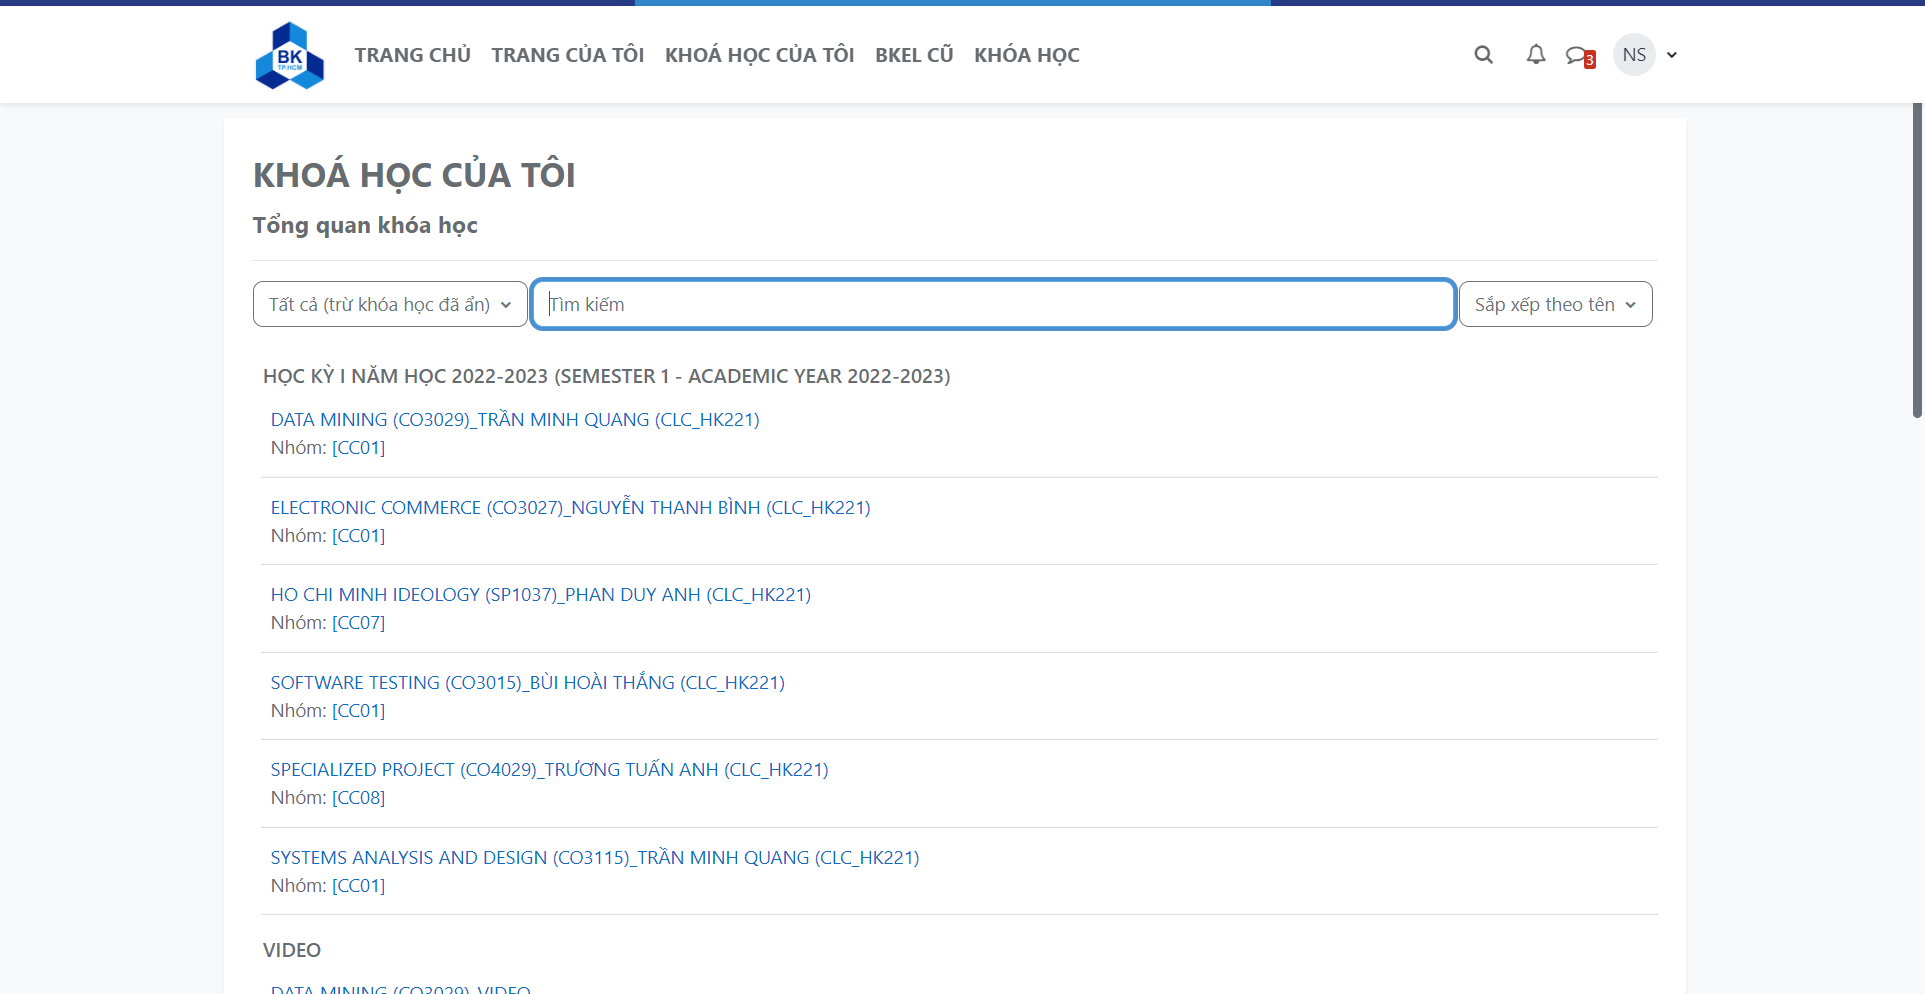 BK
TP.HCM
TRANG CHỦ TRANG CỦA TÔI KHOÁ HỌC CỦA TÔI BKEL CŨ KHÓA HỌC
3
NS
KHOÁ HỌC CỦA TÔI
Tổng quan khóa học
Tất cả (trừ khóa học đã ẩn) Tìm kiếm Sắp xếp theo tên
HỌC KỲ I NĂM HỌC 2022-2023 (SEMESTER 1 - ACADEMIC YEAR 2022-2023)
DATA MINING (CO3029)_TRẦN MINH QUANG (CLC_HK221)
Nhóm: [CC01]
ELECTRONIC COMMERCE (CO3027)_NGUYỄN THANH BÌNH (CLC_HK221)
Nhóm: [CC01]
HO CHI MINH IDEOLOGY (SP1037)_PHAN DUY ANH (CLC_HK221)
Nhóm: [CC07]
SOFTWARE TESTING (CO3015)_BÙI HOÀI THẮNG (CLC_HK221)
Nhóm: [CC01]
SPECIALIZED PROJECT (CO4029)_TRƯƠNG TUẤN ANH (CLC_HK221)
Nhóm: [CC08]
SYSTEMS ANALYSIS AND DESIGN (CO3115)_TRẦN MINH QUANG (CLC_HK221)
Nhóm: [CC01]
VIDEO
DATA MINING (CO3029)_VIDEO